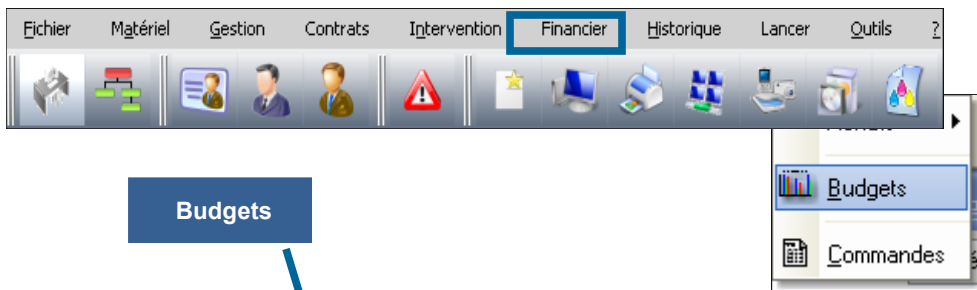 Fichier Matériel Gestion Contrats Intervention Financier Historique Lancer Outils ?
Budgets
Budgets
Commandes